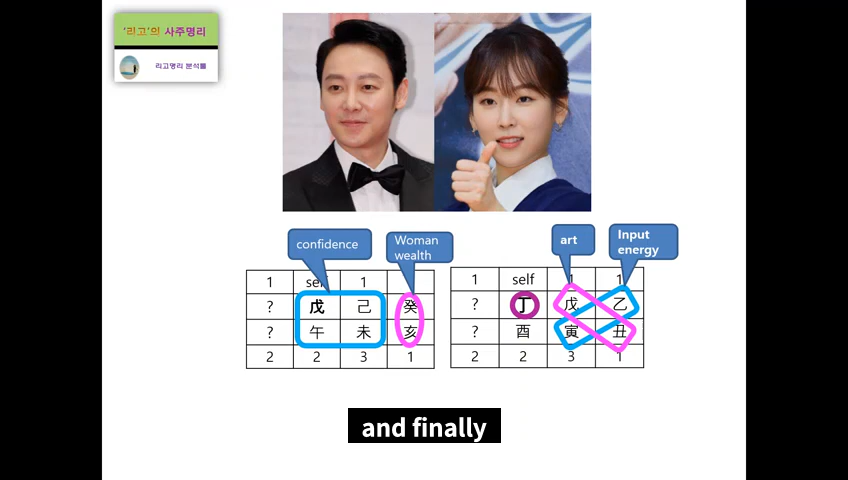 '리고'의 사주명리
리고명리 분석틀
confidence
Woman
wealth
art
Input
energy
1 self 1
? 戊 己 癸
? 午 未 亥
2 2 3 1
1 self 1 1
? 丁 戊 乙
? 酉 寅 丑
2 2 3 1
and finally